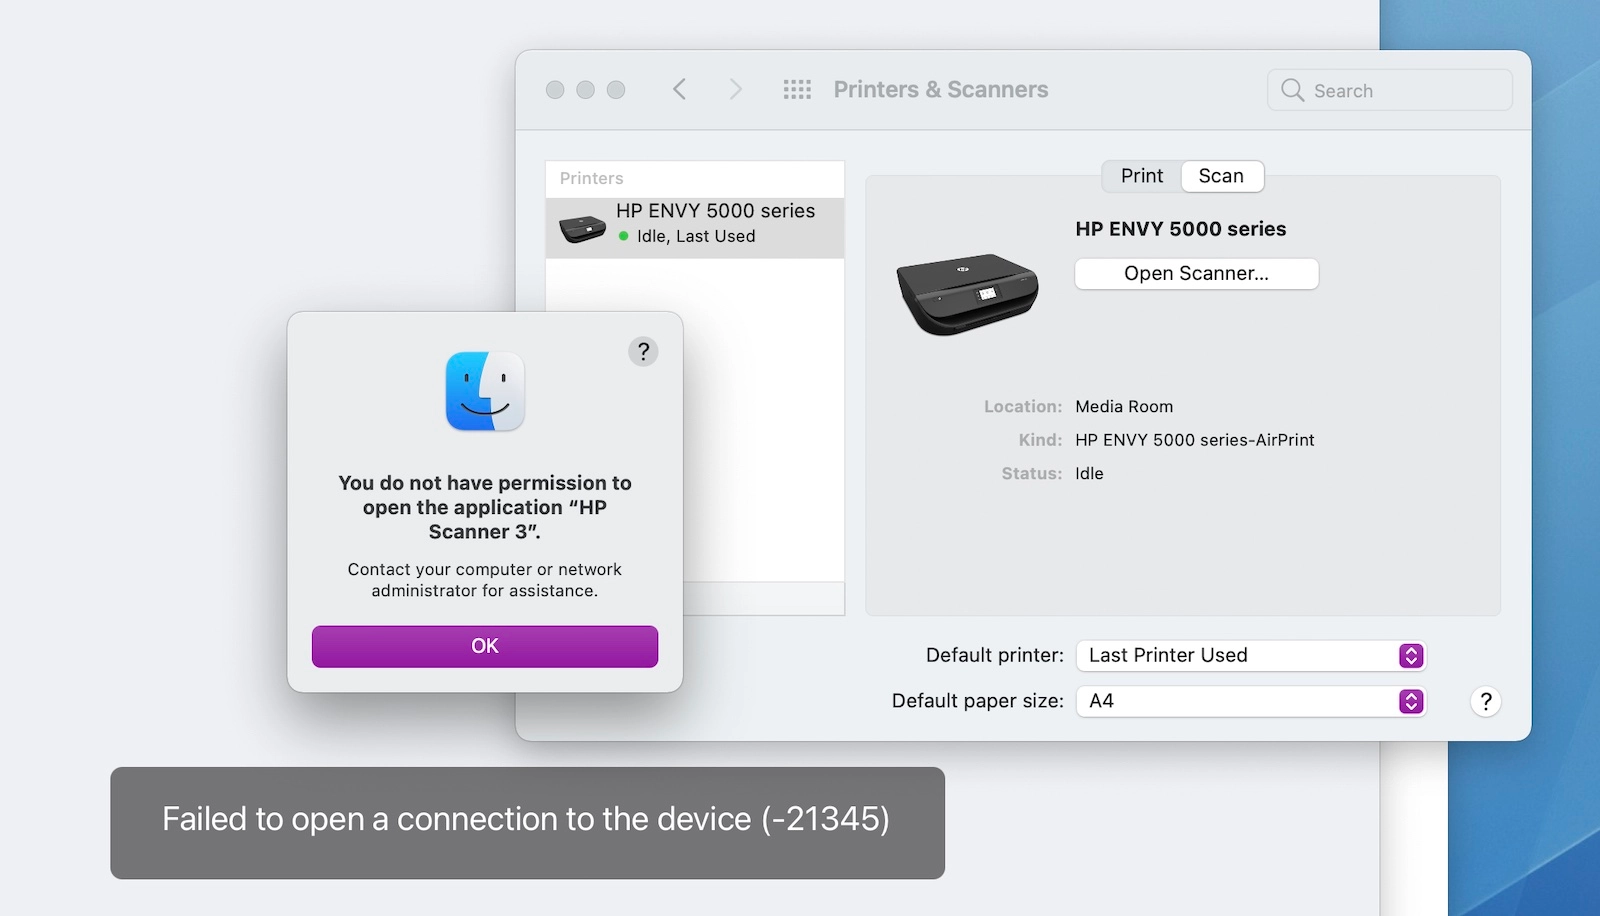 Printers & Scanners
Search
Printers
HP ENVY 5000 series
Idle, Last Used
Print
Scan
HP ENVY 5000 series
Open Scanner...
Location: Media Room
Kind: HP ENVY 5000 series-AirPrint
Status: Idle
Default printer: Last Printer Used
Default paper size: A4
?
?
You do not have permission to
open the application “HP
Scanner 3”.
Contact your computer or network
administrator for assistance.
OK
Failed to open a connection to the device (-21345)